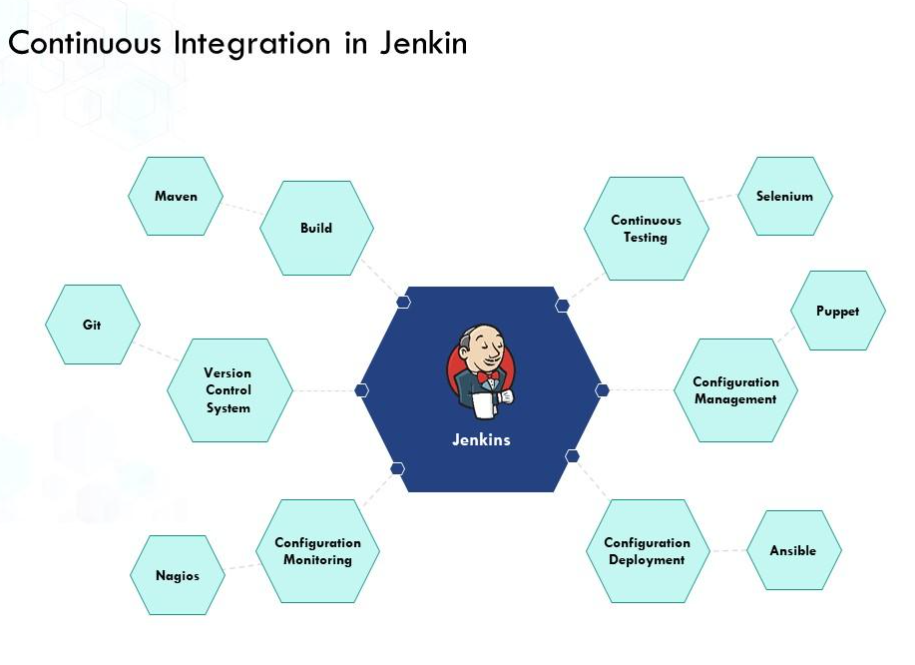 Continuous Integration in Jenkin
Maven
Build
Continuous
Testing
Selenium
Git
Version
Control
System
Jenkins
Configuration
Management
Puppet
Nagios
Configuration
Monitoring
Configuration
Deployment
Ansible